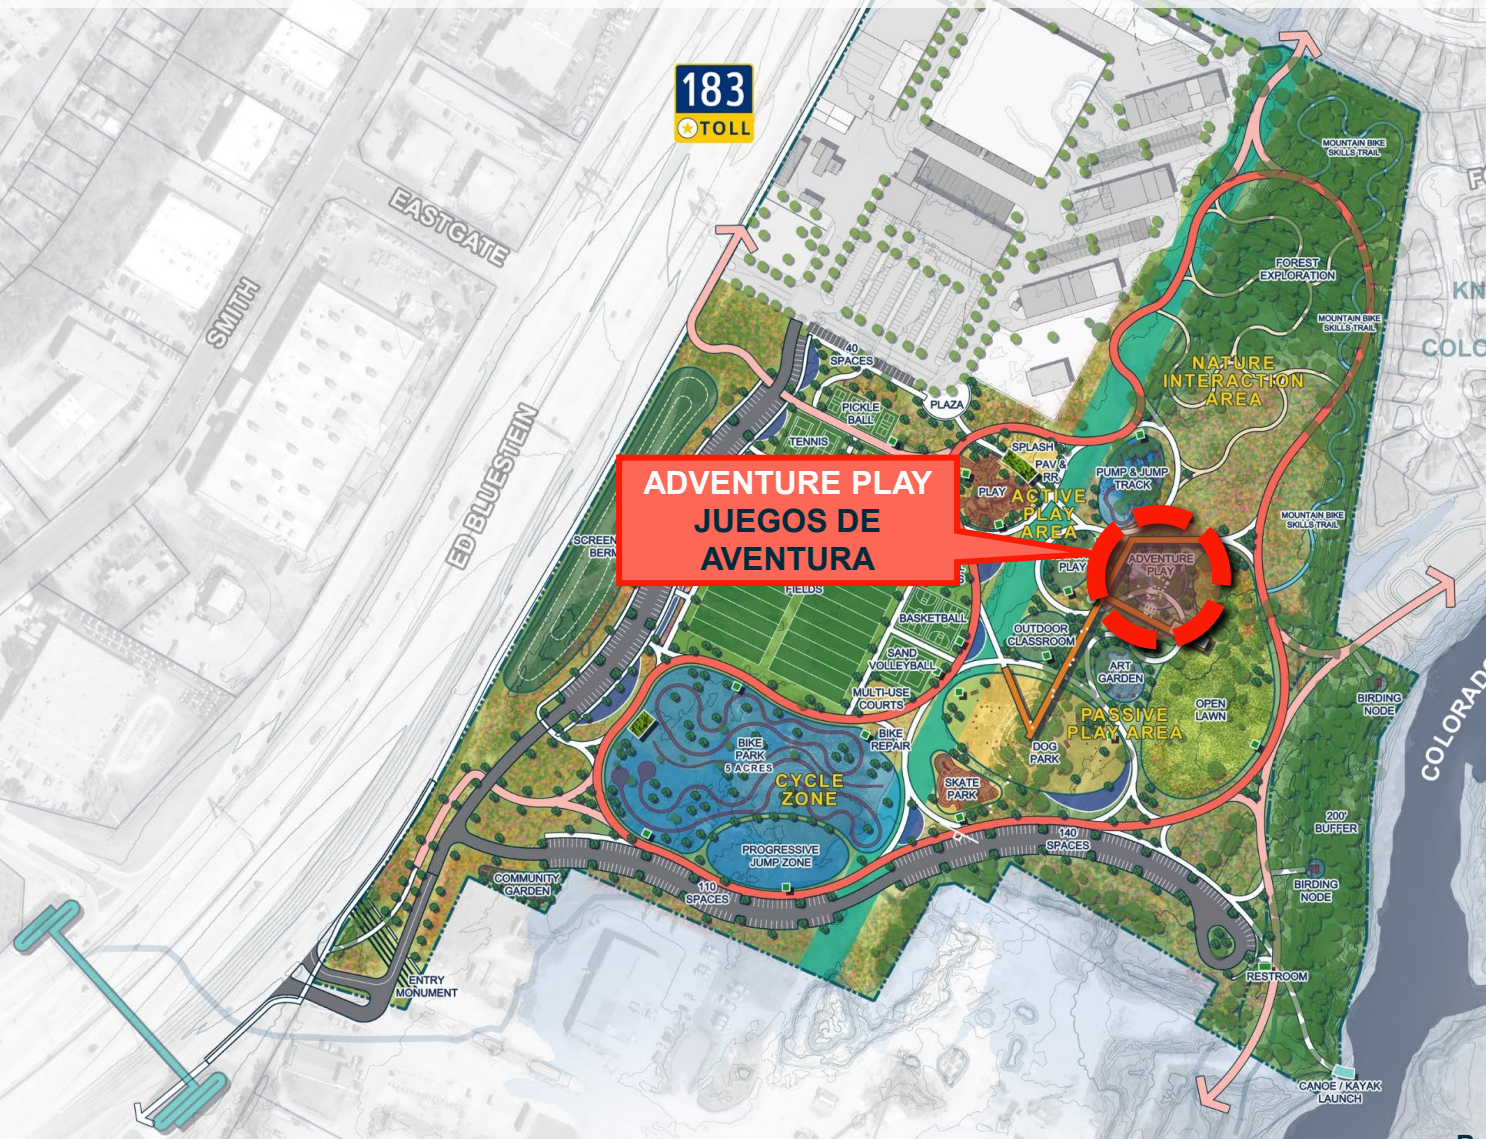 183
TOLL
EASTGATE
SMITH
ED BLUESTEIN
MOUNTAIN BIKE
SKILLS TRAIL
FOREST
EXPLORATION
MOUNTAIN BIKE
SKILLS TRAIL
NATURE
INTERACTION
AREA
40
SPACES
PICKLE
BALL
PLAZA
TENNIS
SPLASH
PAV &
RR
PLAY
PUMP & JUMP
TRACK
ACTIVE
PLAY
AREA
MOUNTAIN BIKE
SKILLS TRAIL
ADVENTURE PLAY
JUEGOS DE
AVENTURA
SCREEN
BERM
ADVENTURE
PLAY
PLAY
FIELDS
BASKETBALL
OUTDOOR
CLASSROOM
SAND
VOLLEYBALL
ART
GARDEN
MULTI-USE
COURTS
BIRDING
NODE
OPEN
LAWN
PASSIVE
PLAY AREA
BIKE
REPAIR
DOG
PARK
BIKE
PARK
5 ACRES
CYCLE
ZONE
SKATE
PARK
COLORADO
200'
BUFFER
140
SPACES
PROGRESSIVE
JUMP ZONE
COMMUNITY
GARDEN
110
SPACES
BIRDING
NODE
ENTRY
MONUMENT
RESTROOM
CANOE / KAYAK
LAUNCH